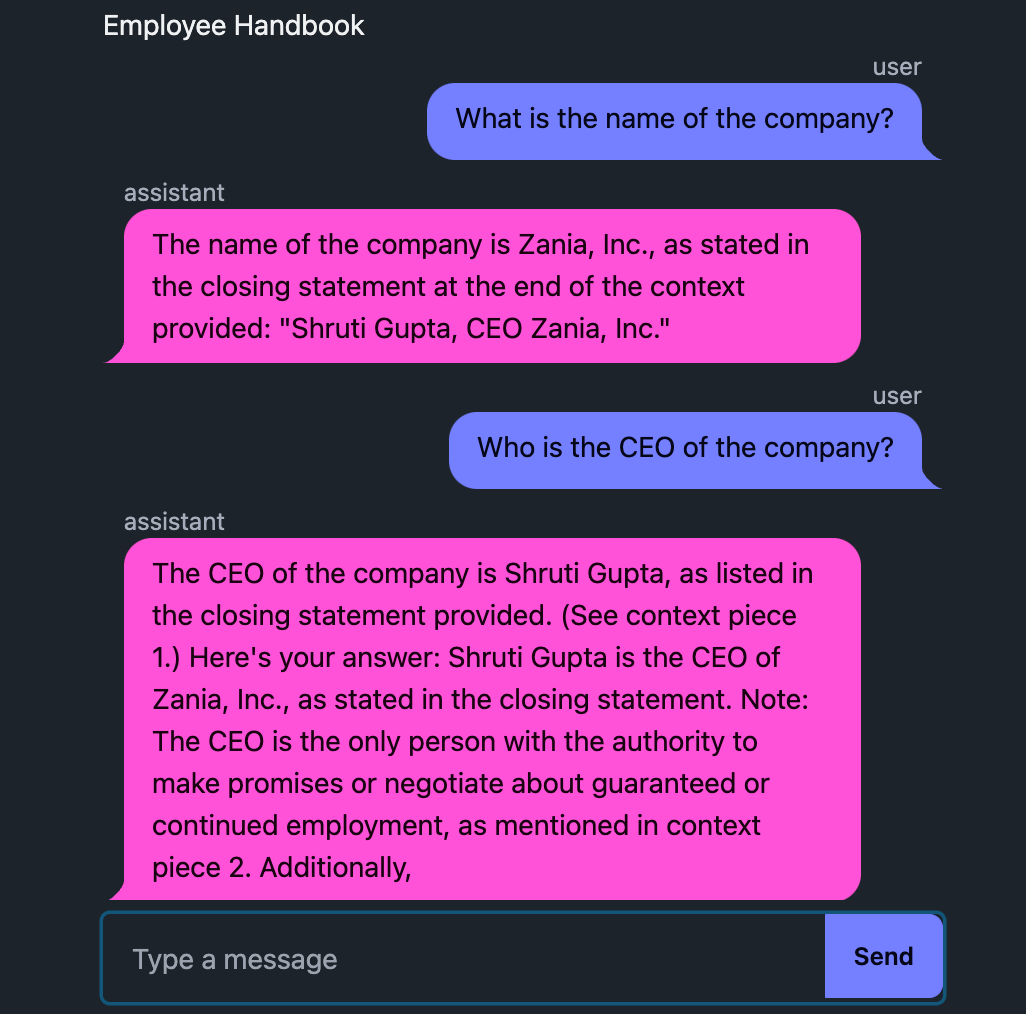 Employee Handbook
user
What is the name of the company?
assistant
The name of the company is Zania, Inc., as stated in
the closing statement at the end of the context
provided: "Shruti Gupta, CEO Zania, Inc."
user
Who is the CEO of the company?
assistant
The CEO of the company is Shruti Gupta, as listed in
the closing statement provided. (See context piece
1.) Here's your answer: Shruti Gupta is the CEO of
Zania, Inc., as stated in the closing statement. Note:
The CEO is the only person with the authority to
make promises or negotiate about guaranteed or
continued employment, as mentioned in context
piece 2. Additionally,
Type a message
Send